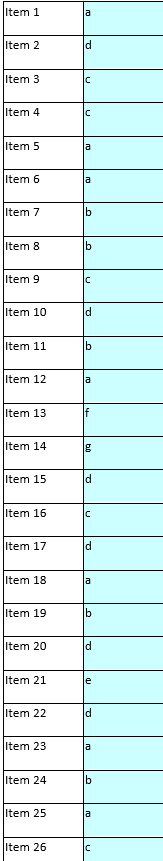 Item 1 a
Item 2 d
Item 3 c
Item 4 c
Item 5 a
Item 6 a
Item 7 b
Item 8 b
Item 9 c
Item 10 d
Item 11 b
Item 12 a
Item 13 f
Item 14 g
Item 15 d
Item 16 c
Item 17 d
Item 18 a
Item 19 b
Item 20 d
Item 21 e
Item 22 d
Item 23 a
Item 24 b
Item 25 a
Item 26 c